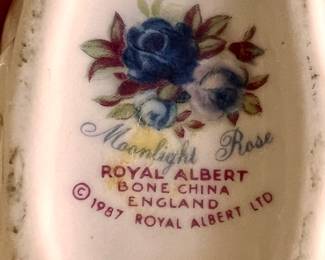 Moonlight Rose
ROYAL ALBERT
BONE CHINA
ENGLAND
© 1987 ROYAL ALBERT LTD